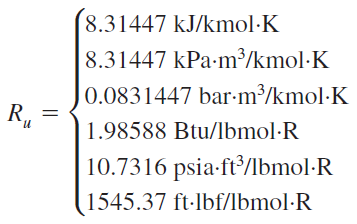 8.31447 kJ/kmol·K
8.31447 kPa·m³/kmol·K
0.0831447 bar·m³/kmol·K
Rᵤ =
1.98588 Btu/lbmol·R
10.7316 psia·ft³/lbmol·R
1545.37 ft·lbf/lbmol·R